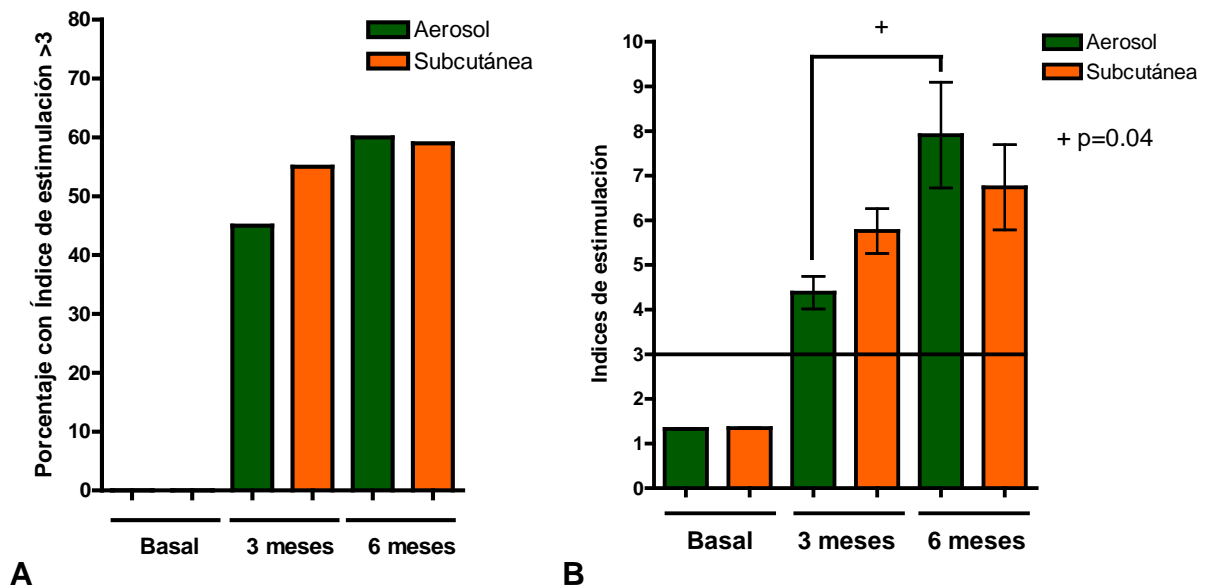 Porcentaje con Índice de estimulación >3
80
70
60
50
40
30
20
10
0
Aerosol
Subcutánea
Basal
3 meses
6 meses
A
Indices de estimulación
10
9
8
7
6
5
4
3
2
1
0
+
Aerosol
Subcutánea
+ p=0.04
Basal
3 meses
6 meses
B